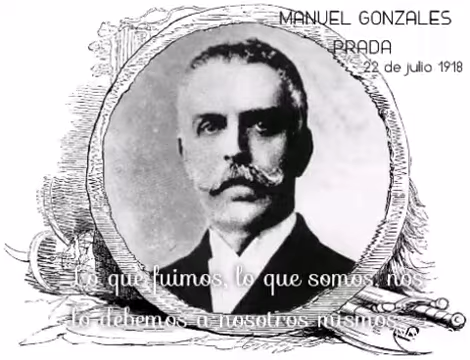 MANUEL GONZALES
PRADA
22 de julio 1918
Lo que fuimos, lo que somos, nos
lo debemos a nosotros mismos